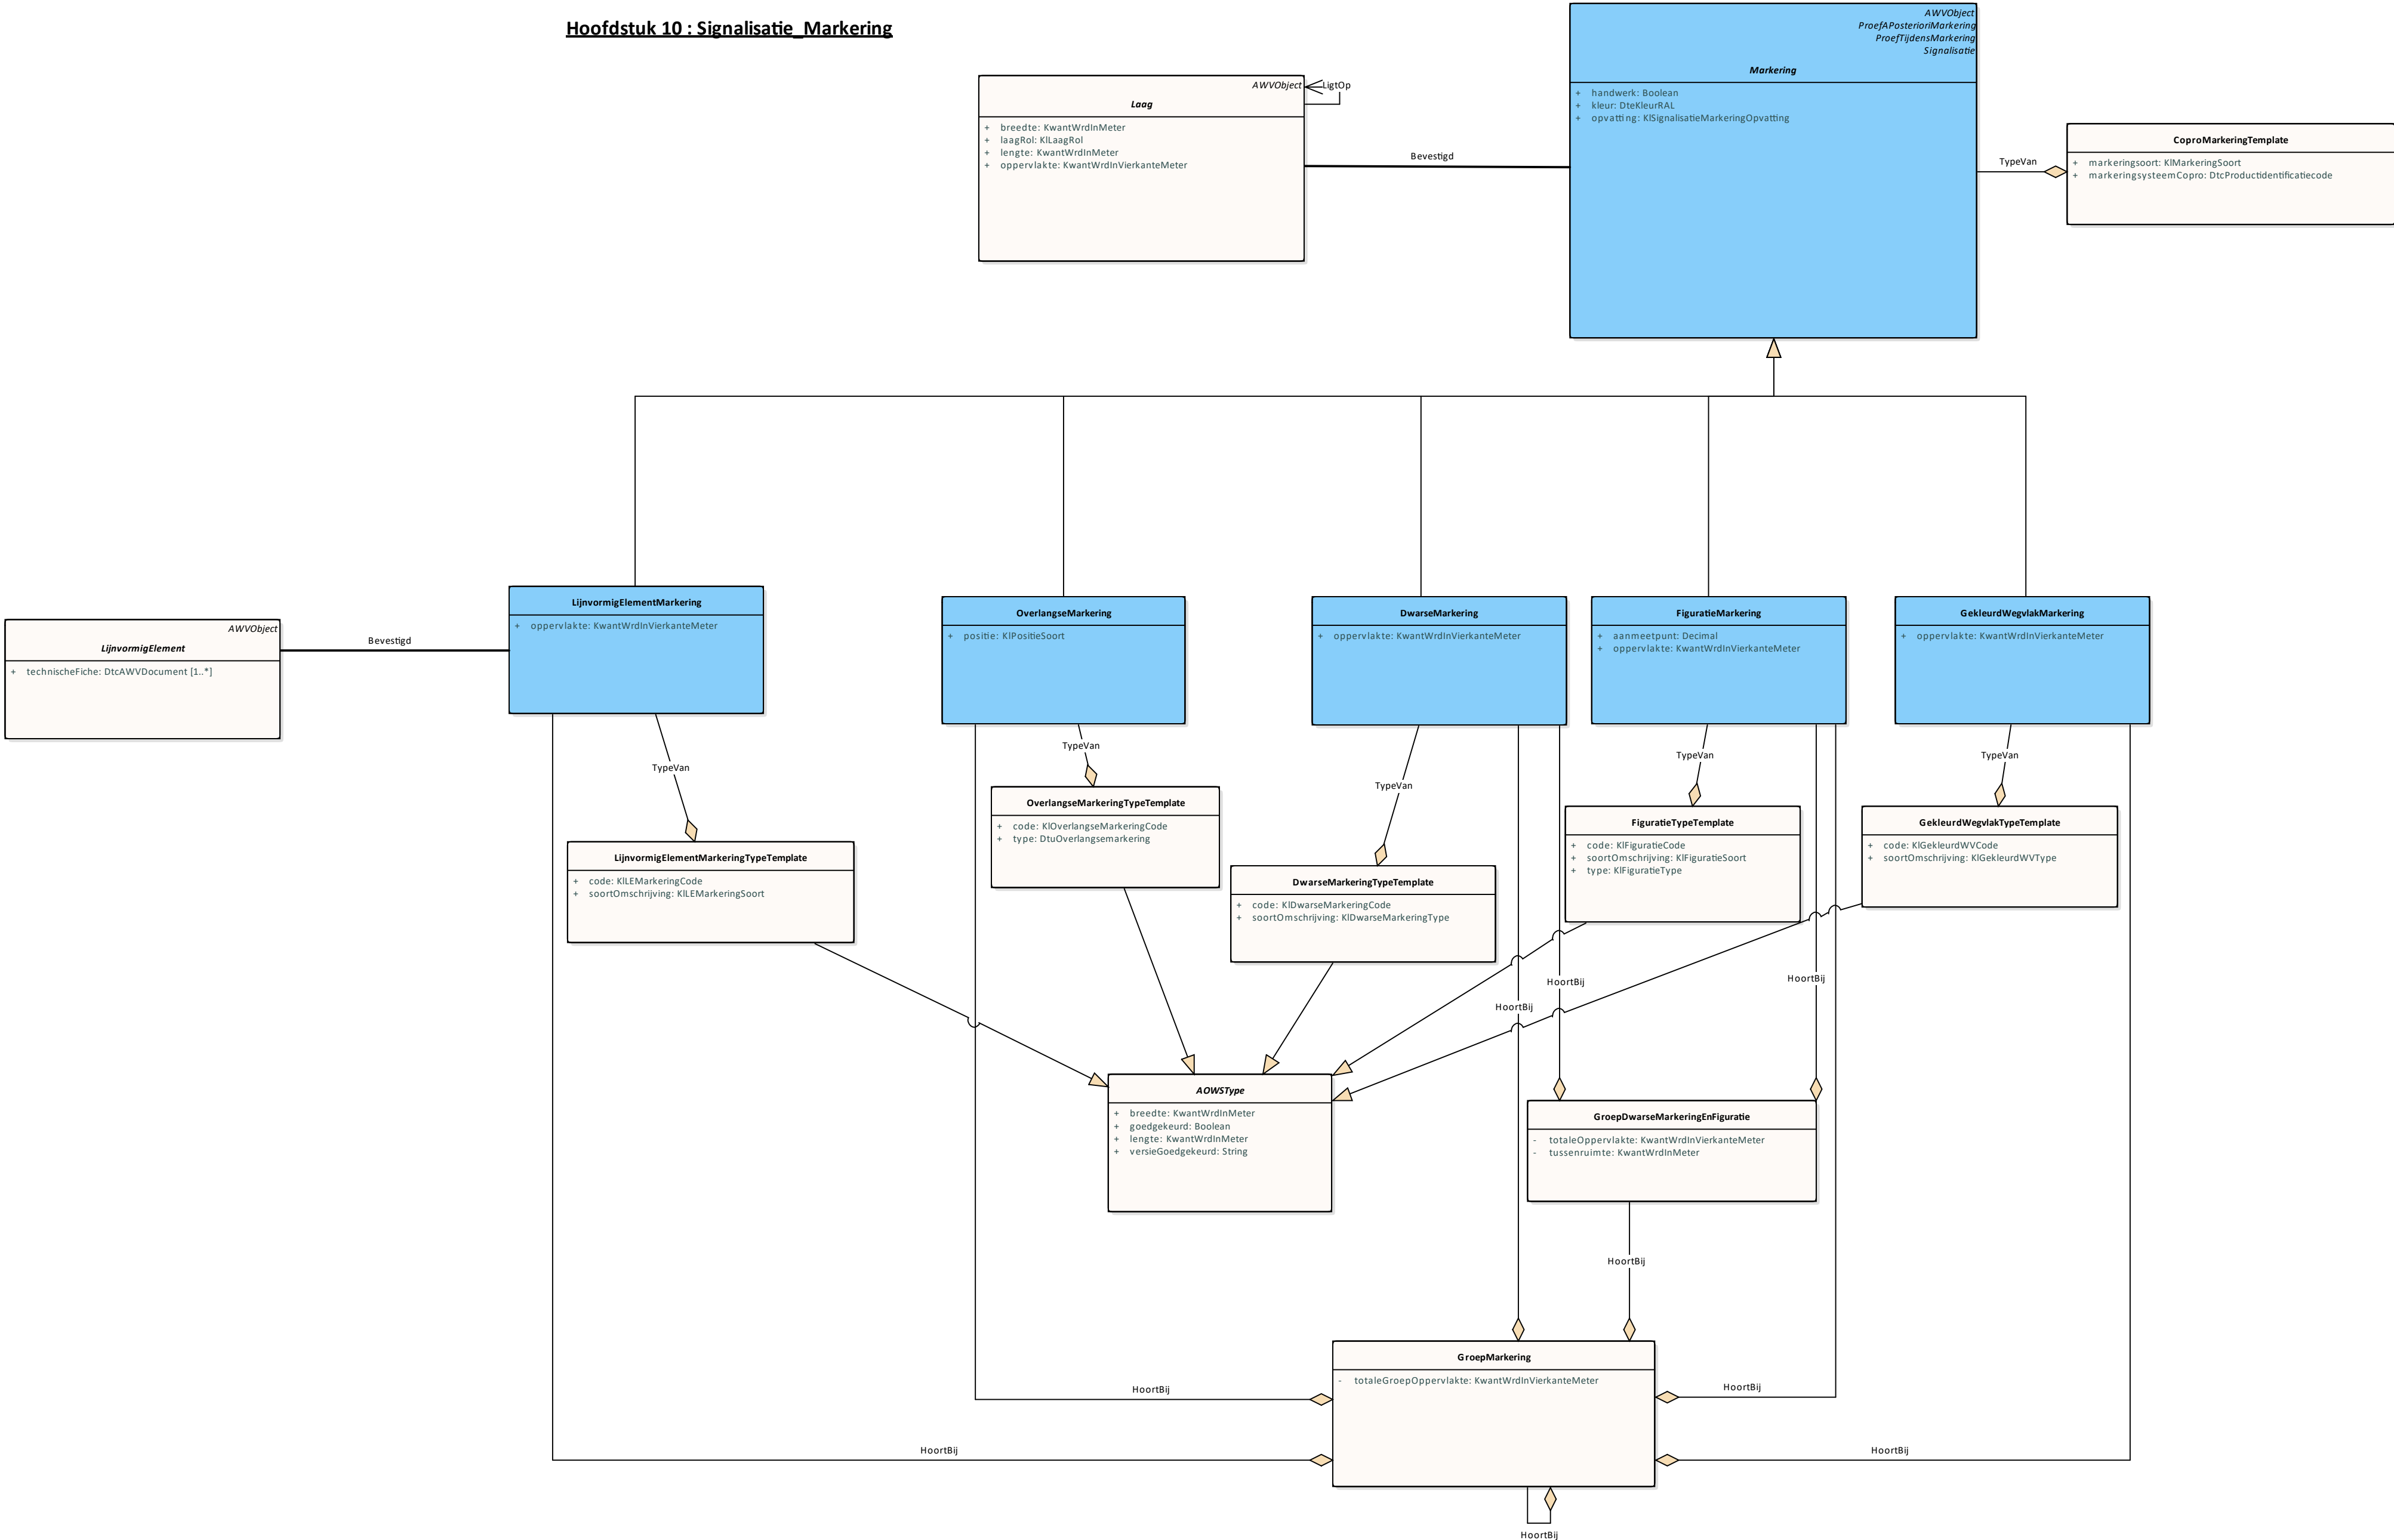 Hoofdstuk 10 : Signalisatie_Markering
AWVObject
ProefAPosterioriMarkering
ProefTijdensMarkering
Signalisatie
Markering
+ handwerk: Boolean
+ kleur: DteKleurRAL
+ opvatting: KlSignalisatieMarkeringOpvatting
AWVObject
Laag
+ breedte: KwantWrdInMeter
+ laagRol: KlLaagRol
+ lengte: KwantWrdInMeter
+ oppervlakte: KwantWrdInVierkanteMeter
LigtOp
Bevestigd
TypeVan
CoproMarkeringTemplate
+ markeringsoort: KlMarkeringSoort
+ markeringsysteemCopro: DtcProductidentificatiecode
AWVObject
LijnvormigElement
+ technischeFiche: DtcAWVDocument [1..*]
Bevestigd
LijnvormigElementMarkering
+ oppervlakte: KwantWrdInVierkanteMeter
OverlangseMarkering
+ positie: KlPositieSoort
DwarseMarkering
+ oppervlakte: KwantWrdInVierkanteMeter
FiguratieMarkering
+ aanmeetpunt: Decimal
+ oppervlakte: KwantWrdInVierkanteMeter
GekleurdWegvlakMarkering
+ oppervlakte: KwantWrdInVierkanteMeter
TypeVan
TypeVan
TypeVan
TypeVan
TypeVan
LijnvormigElementMarkeringTypeTemplate
+ code: KlLEMarkeringCode
+ soortOmschrijving: KlLEMarkeringSoort
OverlangseMarkeringTypeTemplate
+ code: KlOverlangseMarkeringCode
+ type: DtuOverlangsemarkering
DwarseMarkeringTypeTemplate
+ code: KlDwarseMarkeringCode
+ soortOmschrijving: KlDwarseMarkeringType
FiguratieTypeTemplate
+ code: KlFiguratieCode
+ soortOmschrijving: KlFiguratieSoort
+ type: KlFiguratieType
GekleurdWegvlakTypeTemplate
+ code: KlGekleurdWVCode
+ soortOmschrijving: KlGekleurdWVType
HoortBij
HoortBij
HoortBij
AOWSType
+ breedte: KwantWrdInMeter
+ goedgekeurd: Boolean
+ lengte: KwantWrdInMeter
+ versieGoedgekeurd: String
GroepDwarseMarkeringEnFiguratie
- totaleOppervlakte: KwantWrdInVierkanteMeter
- tussenruimte: KwantWrdInMeter
HoortBij
GroepMarkering
- totaleGroepOppervlakte: KwantWrdInVierkanteMeter
HoortBij
HoortBij
HoortBij
HoortBij
HoortBij